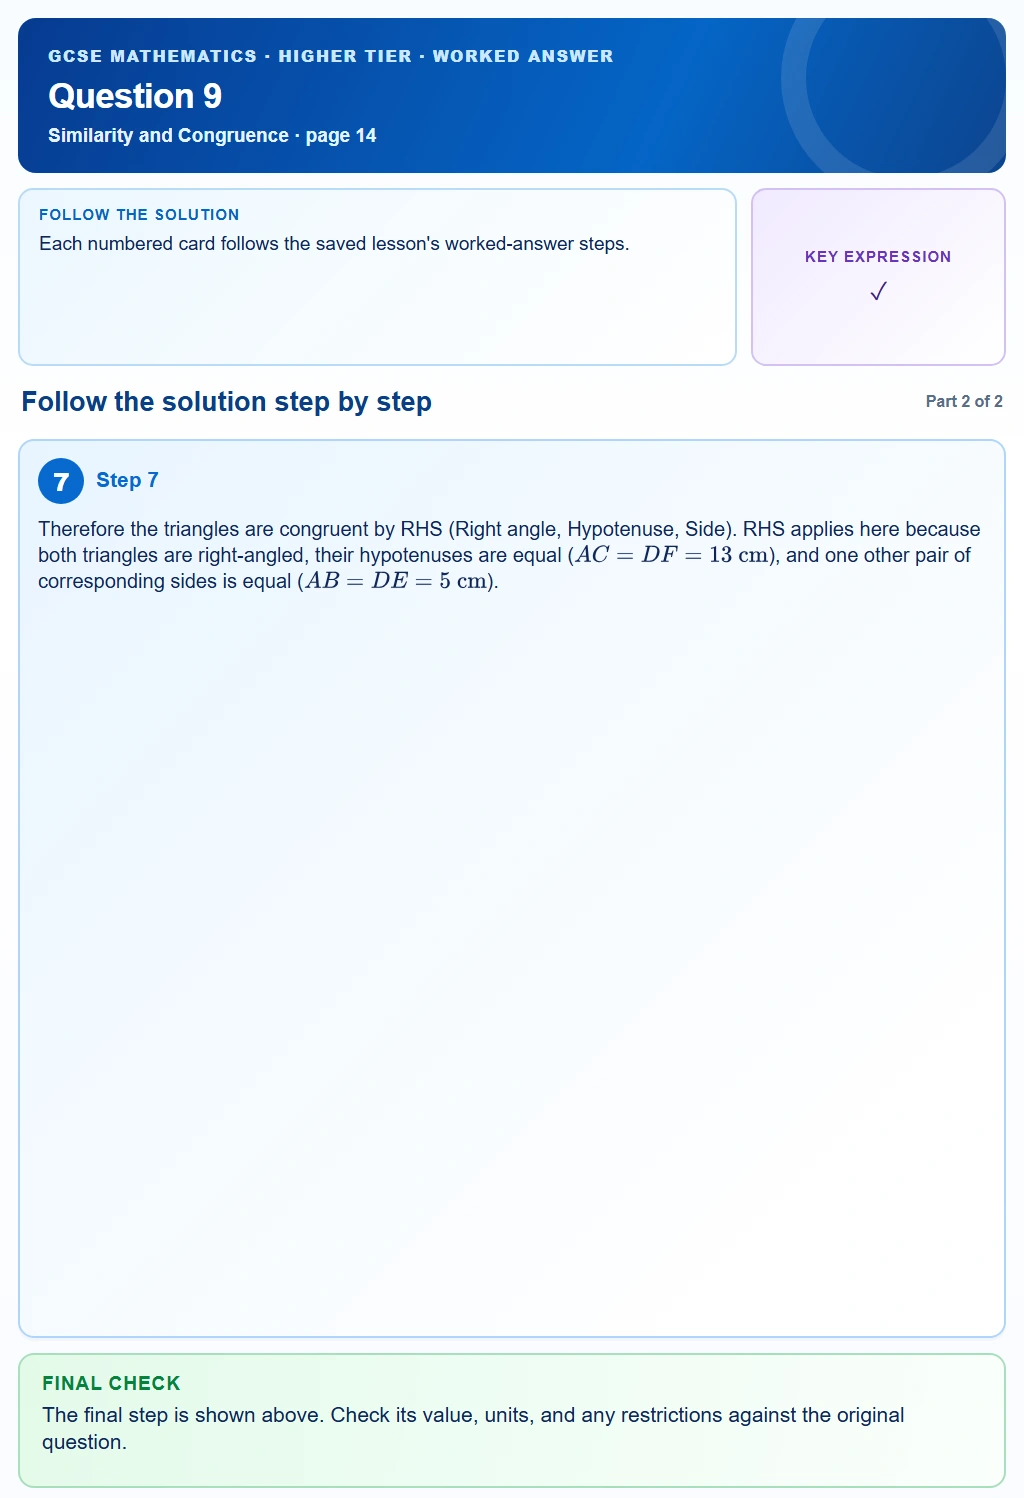 GCSE MATHEMATICS · HIGHER TIER · WORKED ANSWER
Question 9
Similarity and Congruence · page 14
FOLLOW THE SOLUTION
Each numbered card follows the saved lesson's worked-answer steps.
KEY EXPRESSION
✓
Follow the solution step by step
Part 2 of 2
7 Step 7
Therefore the triangles are congruent by RHS (Right angle, Hypotenuse, Side). RHS applies here because
both triangles are right-angled, their hypotenuses are equal (AC = DF = 13 cm), and one other pair of
corresponding sides is equal (AB = DE = 5 cm).
FINAL CHECK
The final step is shown above. Check its value, units, and any restrictions against the original
question.